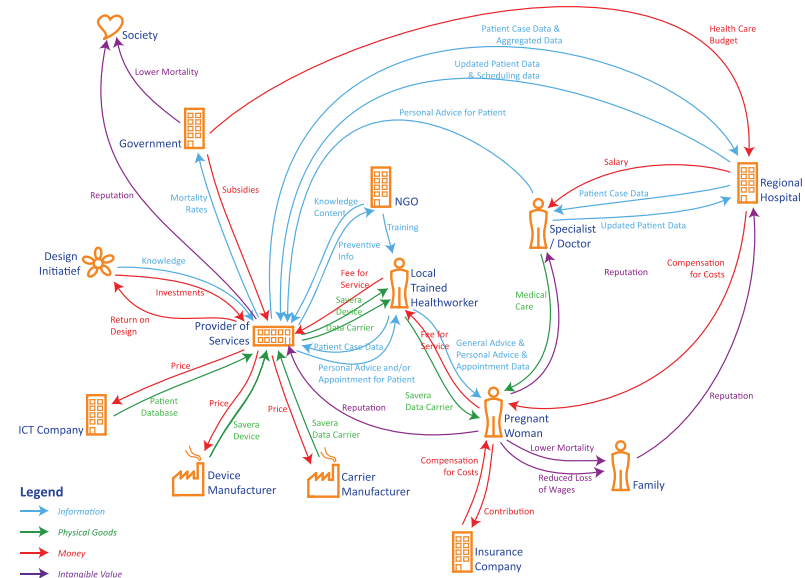 Society
Patient Case Data &
Aggregated Data
Health Care
Budget
Updated Patient Data
& Scheduling data
Lower Mortality
Personal Advice for Patient
Government
Salary
Regional
Hospital
Patient Case Data
Reputation
Mortality
Rates
Subsidies
Knowledge
Content
NGO
Training
Updated Patient Data
Specialist
/ Doctor
Preventive
Info
Design
Initiatief
Knowledge
Investments
Fee for
Service
Local
Trained
Healthworker
Reputation
Compensation
for Costs
Savera
Device
Medical
Care
Return on
Design
Provider of
Services
Data Carrier
Fee for
Service
Patient Case Data
General Advice &
Personal Advice &
Appointment Data
Price
Personal Advice and/or
Appointment for Patient
Patient
Database
Price
Price
Reputation
Savera
Data Carrier
Reputation
ICT Company
Savera
Device
Savera
Data Carrier
Pregnant
Woman
Lower Mortality
Compensation
for Costs
Reduced Loss
of Wages
Family
Device
Manufacturer
Carrier
Manufacturer
Contribution
Legend
Information
Physical Goods
Money
Intanginable Value
Insurance
Company